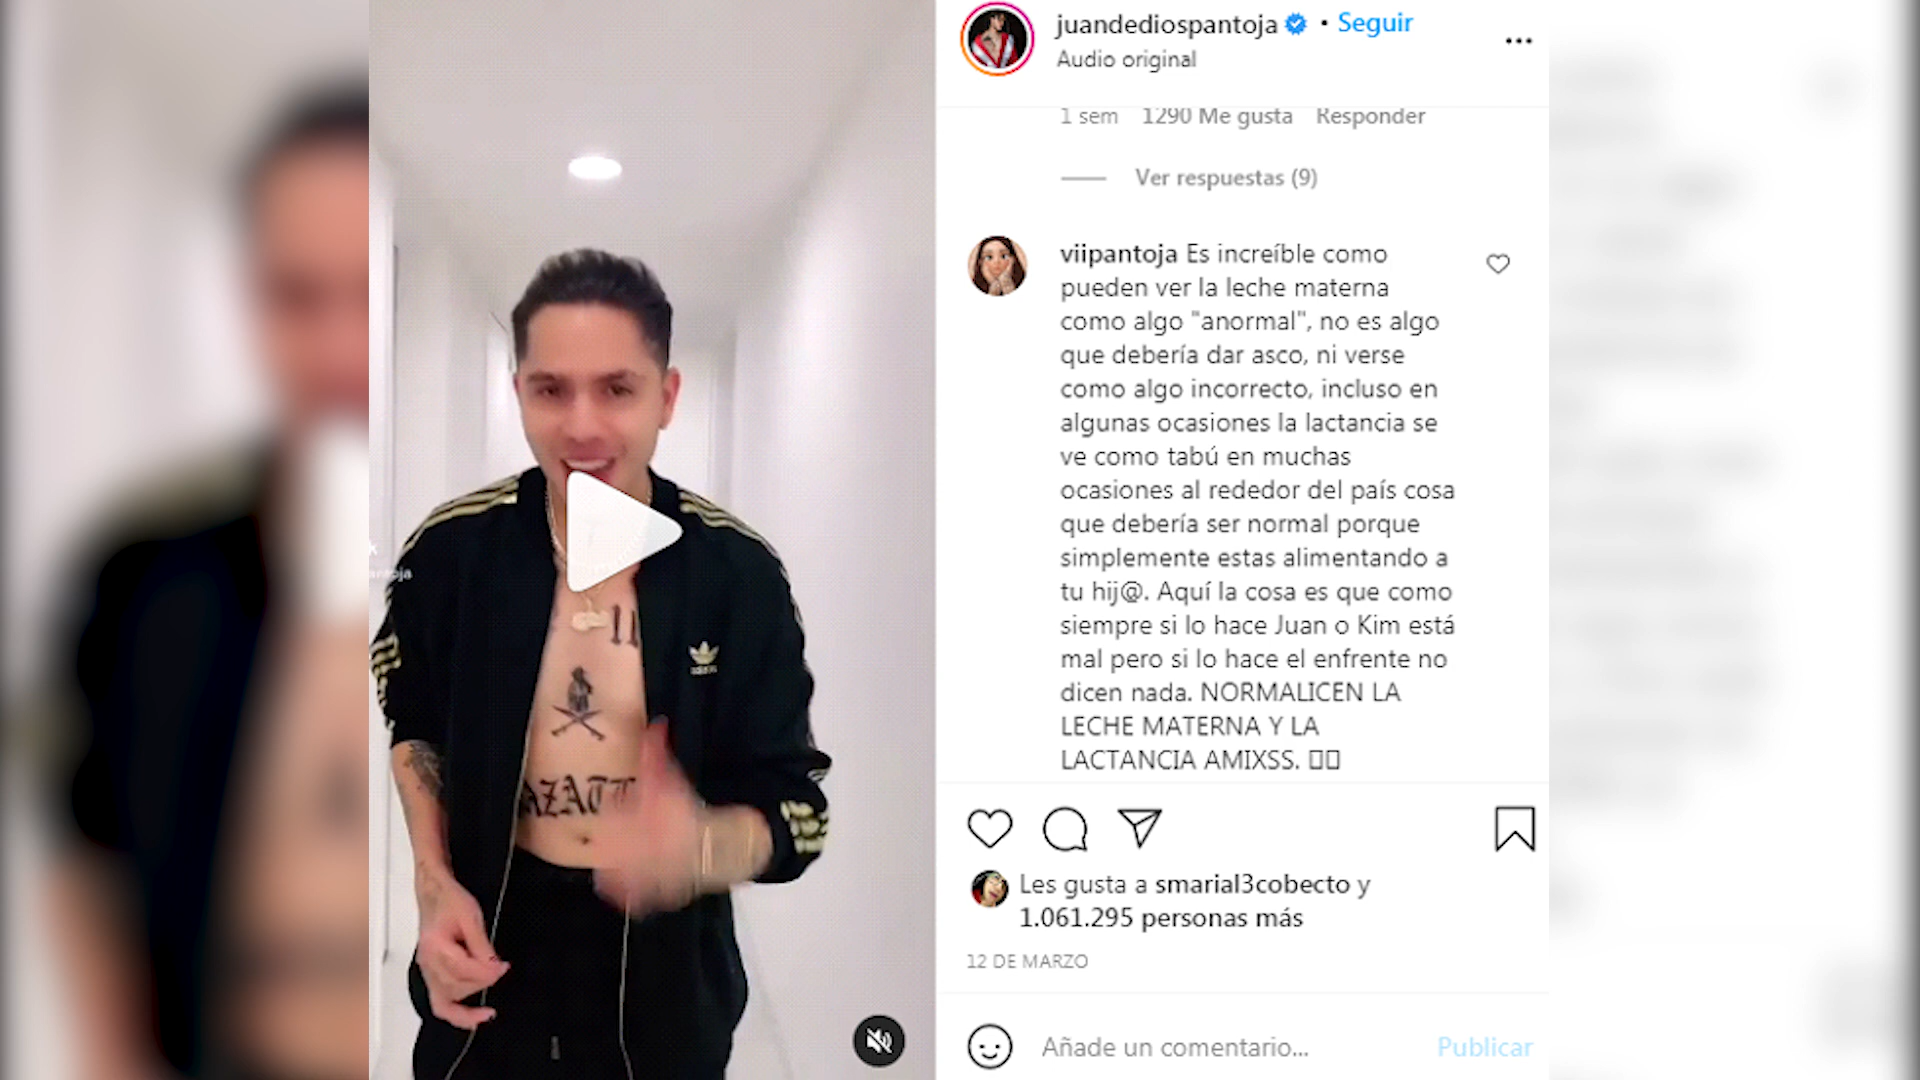 juandediospantoja • Seguir
Audio original
1 sem 1290 Me gusta Responder
Ver respuestas (9)
viipantoja Es increíble como
pueden ver la leche materna
como algo "anormal", no es algo
que debería dar asco, ni verse
como algo incorrecto, incluso en
algunas ocasiones la lactancia se
ve como tabú en muchas
ocasiones al rededor del país cosa
que debería ser normal porque
simplemente estas alimentando a
tu hij@. Aquí la cosa es que como
siempre si lo hace Juan o Kim está
mal pero si lo hace el enfrente no
dicen nada. NORMALICEN LA
LECHE MATERNA Y LA
LACTANCIA AMIXSS.
Les gusta a smarial3cobecto y
1.061.295 personas más
12 DE MARZO
Añade un comentario...
Publicar
adidas